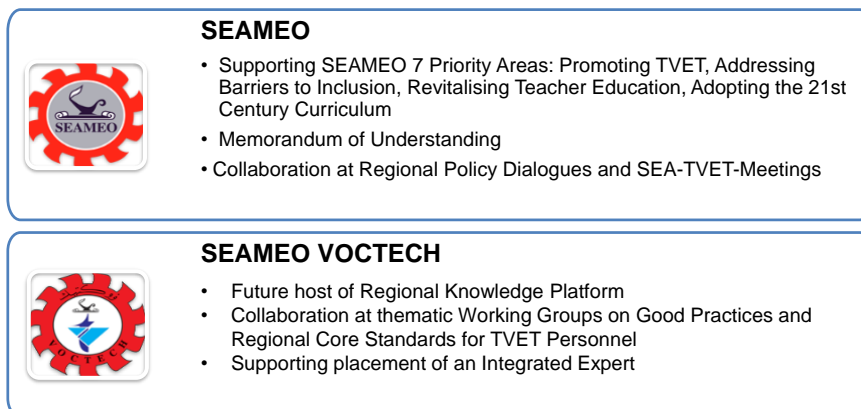 SEAMEO
• Supporting SEAMEO 7 Priority Areas: Promoting TVET, Addressing
Barriers to Inclusion, Revitalising Teacher Education, Adopting the 21st
Century Curriculum
• Memorandum of Understanding
• Collaboration at Regional Policy Dialogues and SEA-TVET-Meetings
SEAMEO
SEAMEO VOCTECH
• Future host of Regional Knowledge Platform
• Collaboration at thematic Working Groups on Good Practices and
Regional Core Standards for TVET Personnel
• Supporting placement of an Integrated Expert
VOCTECH